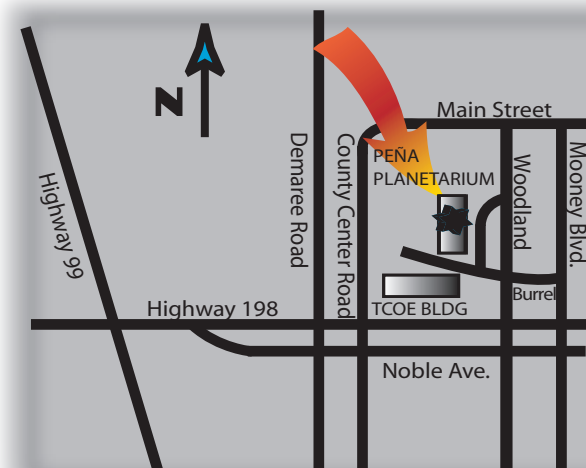 N
Main Street
PEÑA
PLANETARIUM
Demaree Road
County Center Road
Woodland
Mooney Blvd.
Highway 99
Burrel
Highway 198
TCOE BLDG
Noble Ave.